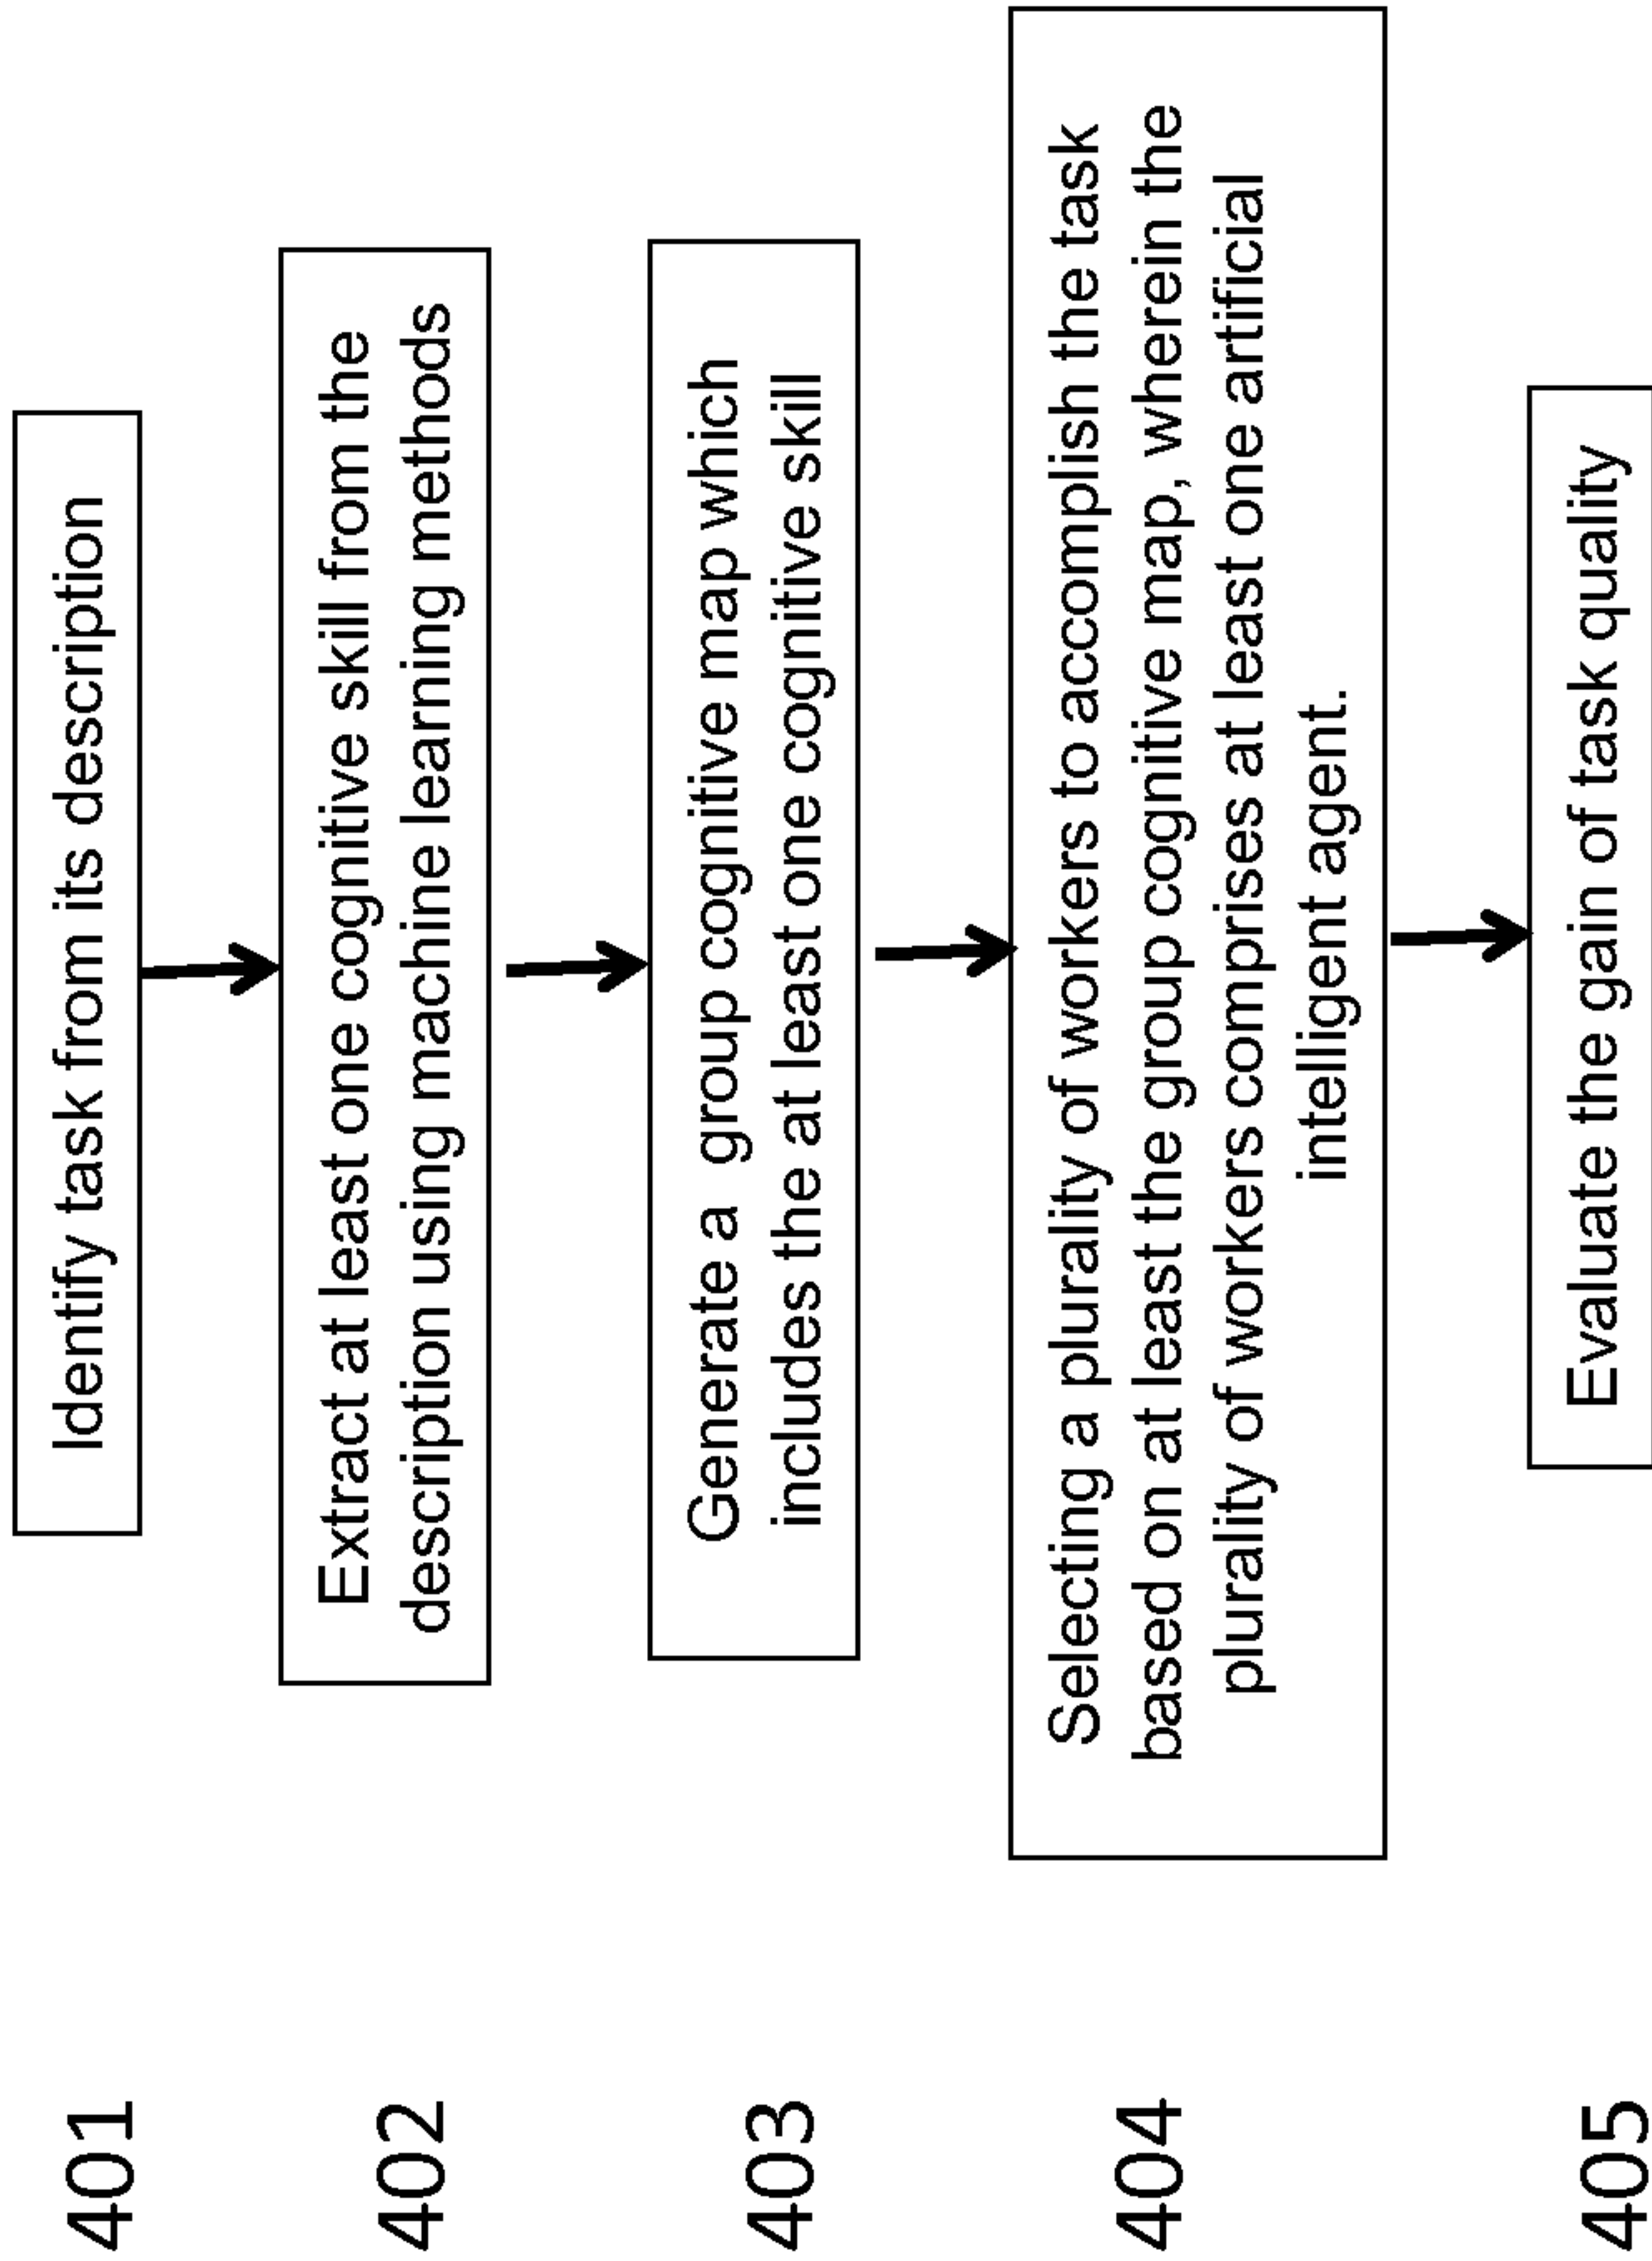 401
Identify task from its description
402
Extract at least one cognitive skill from the
description using machine learning methods
403
Generate a group cognitive map which
includes the at least one cognitive skill
404
Selecting a plurality of workers to accomplish the task
based on at least the group cognitive map, wherein the
plurality of workers comprises at least one artificial
intelligent agent.
405
Evaluate the gain of task quality